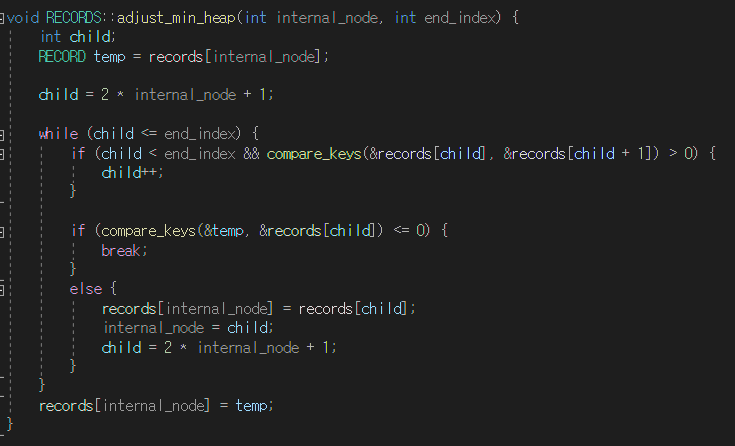 void RECORDS::adjust_min_heap(int internal_node, int end_index) {
    int child;
    RECORD temp = records[internal_node];

    child = 2 * internal_node + 1;

    while (child <= end_index) {
        if (child < end_index && compare_keys(&records[child], &records[child + 1]) > 0) {
            child++;
        }

        if (compare_keys(&temp, &records[child]) <= 0) {
            break;
        }
        else {
            records[internal_node] = records[child];
            internal_node = child;
            child = 2 * internal_node + 1;
        }
    }
    records[internal_node] = temp;
}